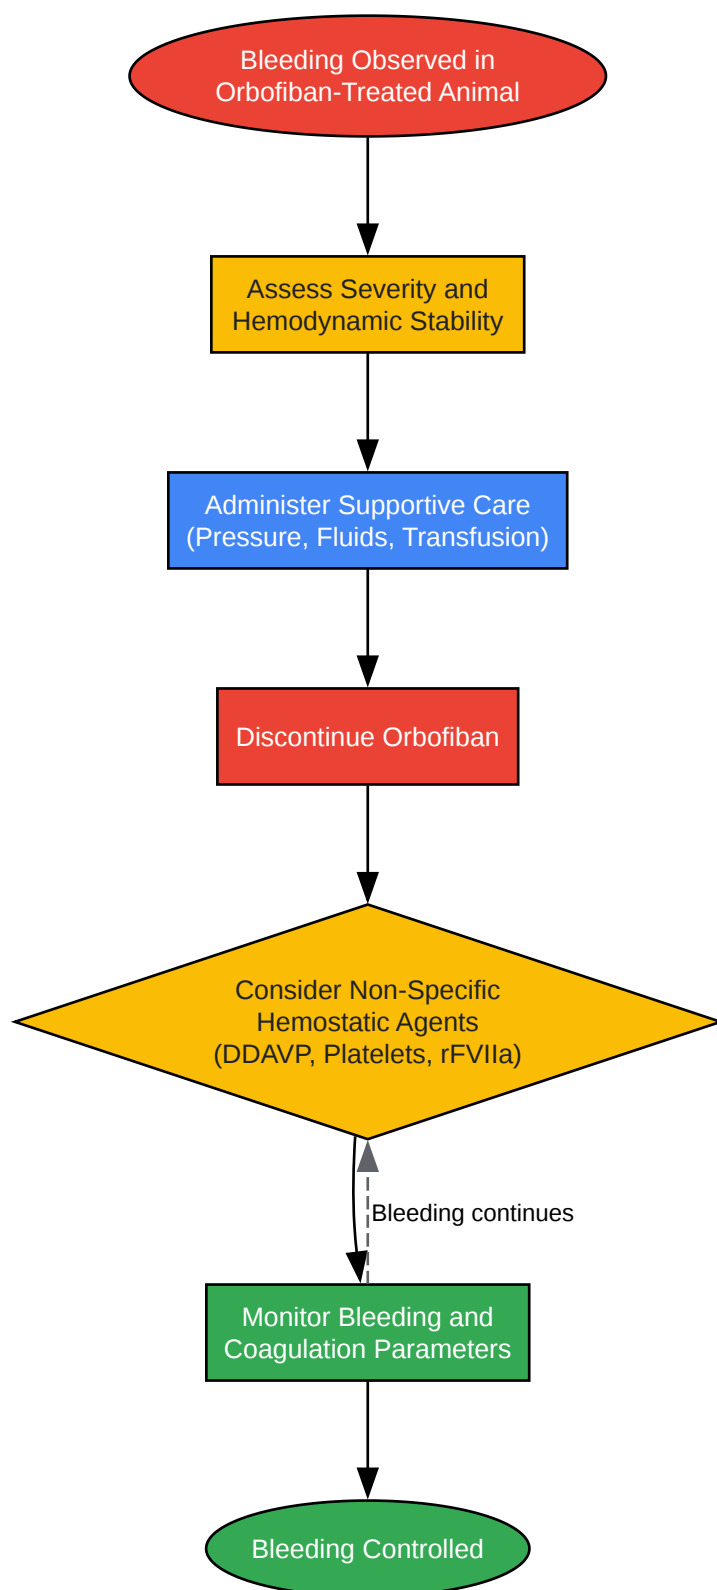 Bleeding Observed in
Orbofiban-Treated Animal
Assess Severity and
Hemodynamic Stability
Administer Supportive Care
(Pressure, Fluids, Transfusion)
Discontinue Orbofiban
Consider Non-Specific
Hemostatic Agents
(DDAVP, Platelets, rFVIIa)
Bleeding continues
Monitor Bleeding and
Coagulation Parameters
Bleeding Controlled